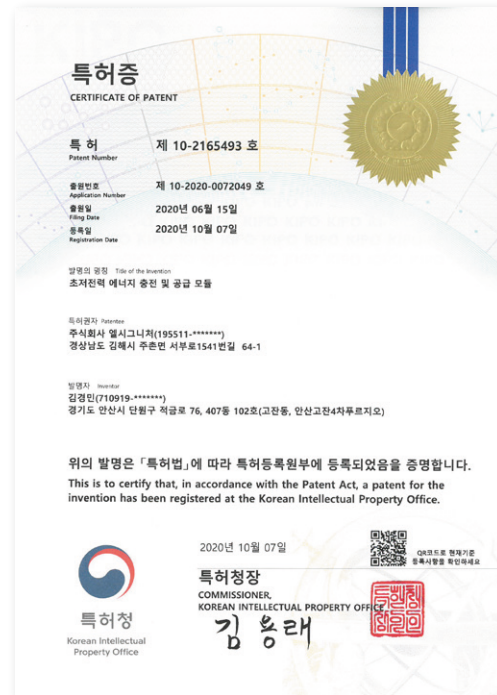 특허증
CERTIFICATE OF PATENT
특 허 제 10-2165493 호
Patent Number
출원번호 제 10-2020-0072049 호
Application Number
출원일 2020년 06월 15일
Filing Date
등록일 2020년 10월 07일
Registration Date
발명의 명칭 Title of the Invention
초저전력 에너지 충전 및 공급 모듈
특허권자 Patentee
주식회사 엘시그니처(195511-*******)
경상남도 김해시 주촌면 서부로1541번길 64-1
발명자 Inventor
김경민(710919-*******)
경기도 안산시 단원구 적금로 76, 407동 102호(고잔동, 안산고잔4차푸르지오)
위의 발명은 「특허법」에 따라 특허등록원부에 등록되었음을 증명합니다.
This is to certify that, in accordance with the Patent Act, a patent for the
invention has been registered at the Korean Intellectual Property Office.
2020년 10월 07일
QR코드로 현재기준
등록사항을 확인하세요
특허청장
COMMISSIONER,
KOREAN INTELLECTUAL PROPERTY OFFICE
김용래
특허청
Korean Intellectual
Property Office